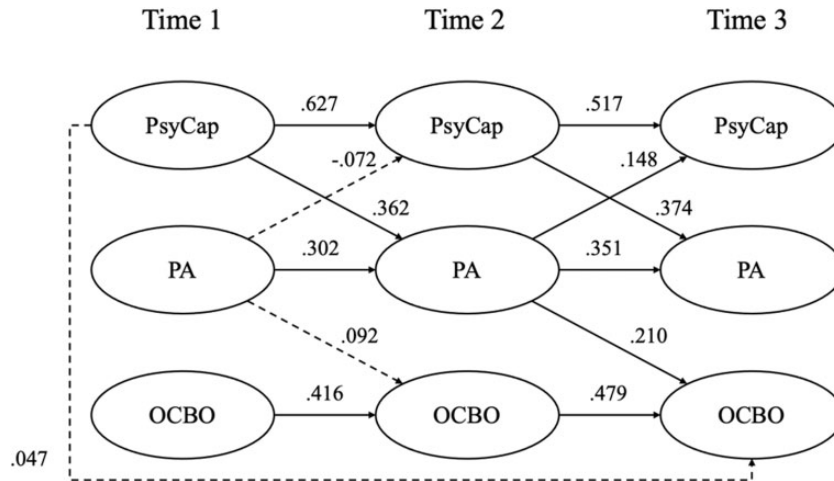 Time 1 Time 2 Time 3
PsyCap .627 PsyCap .517 PsyCap
-.072 .148
.362 .374
PA .302 PA .351 PA
.092 .210
OCBO .416 OCBO .479 OCBO
.047